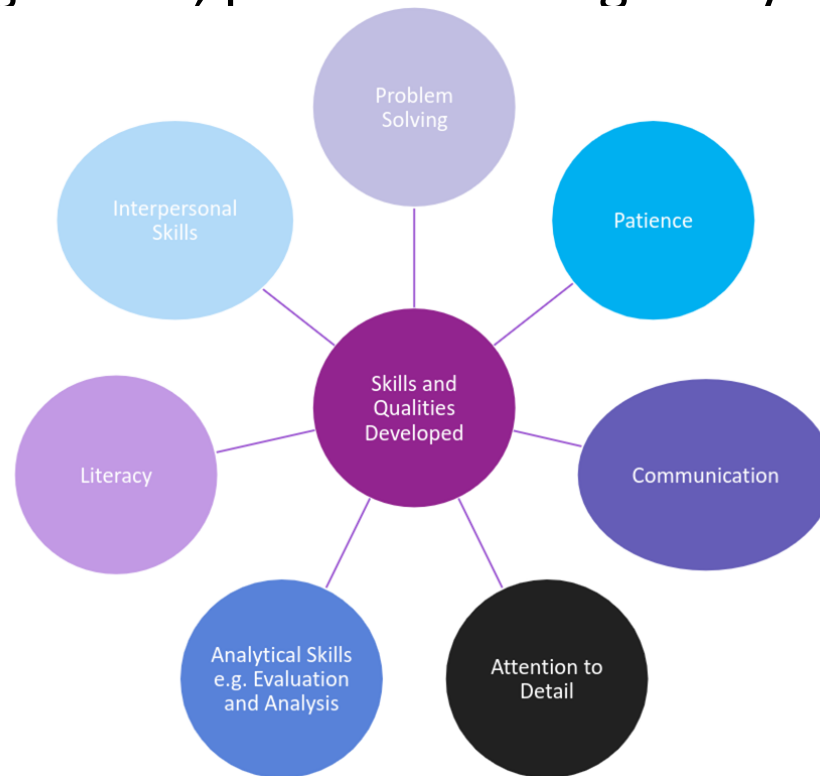 Problem
Solving
Interpersonal
Skills
Patience
Skills and
Qualities
Developed
Literacy
Communication
Analytical Skills
e.g. Evaluation
and Analysis
Attention to
Detail